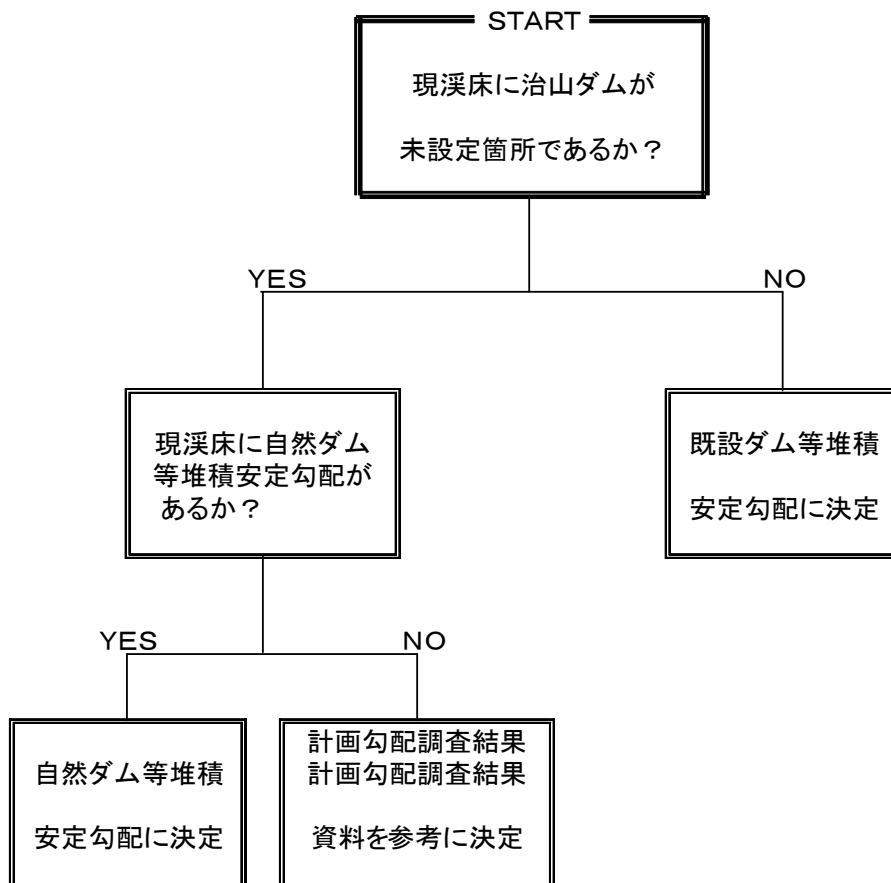 START
現渓床に治山ダムが
未設定箇所であるか？
YES
NO
現渓床に自然ダム
等堆積安定勾配が
あるか？
既設ダム等堆積
安定勾配に決定
YES
NO
自然ダム等堆積
安定勾配に決定
計画勾配調査結果
計画勾配調査結果
資料を参考に決定